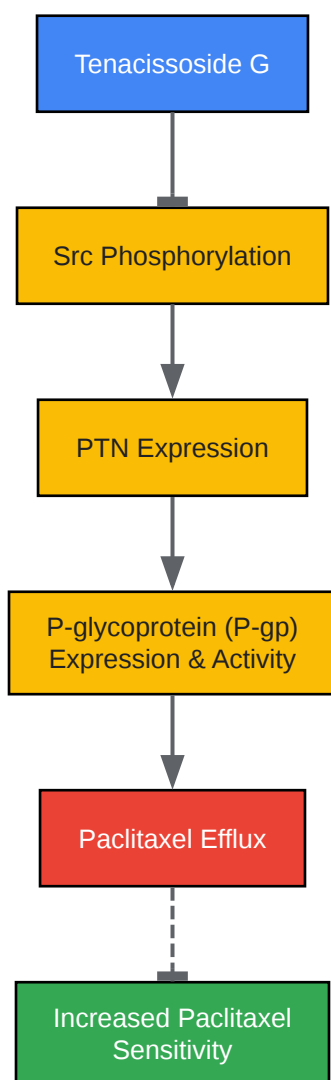 Tenacissoside G
Src Phosphorylation
PTN Expression
P-glycoprotein (P-gp)
Expression & Activity
Paclitaxel Efflux
Increased Paclitaxel
Sensitivity